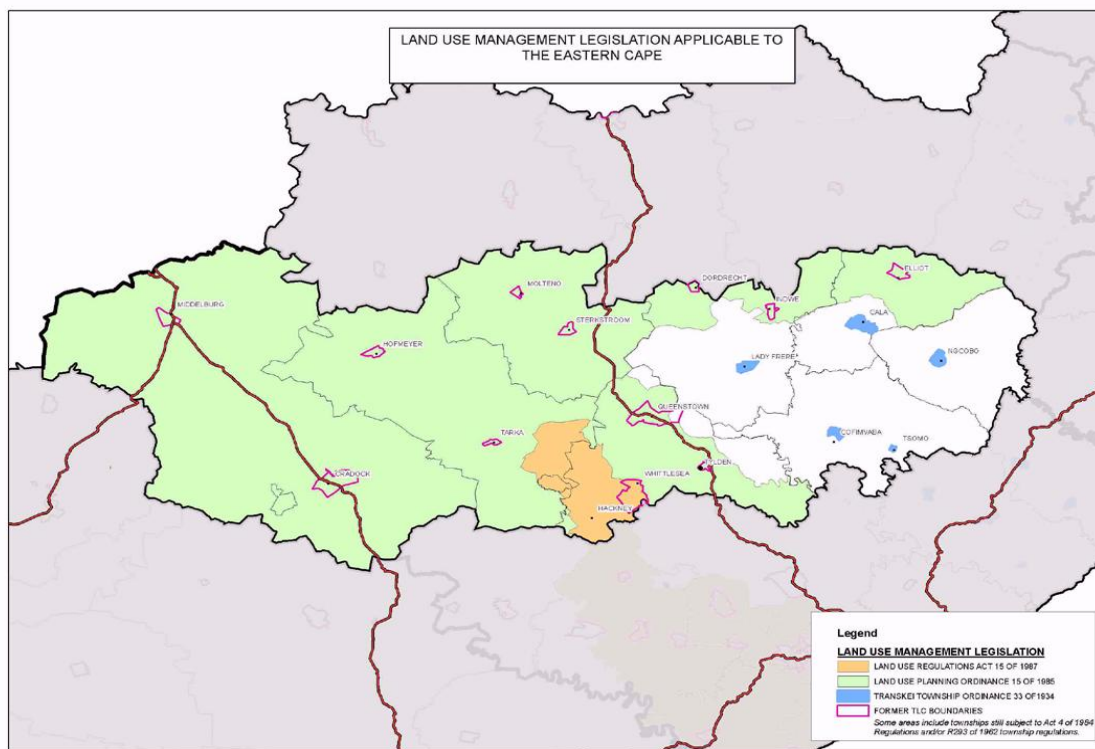 LAND USE MANAGEMENT LEGISLATION APPLICABLE TO
THE EASTERN CAPE
ELLIOT
DORDRECHT
MOLTENO
INDWE
MIDDELBURG
CALA
STERKSTROOM
HOFMEYER
NGCOBO
LADY FRERE
QUEENSTOWN
TARKA
COFIMNABA
TSOMO
WHITTLESEA
CRADOCK
HACKNEY
Legend
LAND USE MANAGEMENT LEGISLATION
LAND USE REGULATIONS ACT 15 OF 1987
LAND USE PLANNING ORDINANCE 15 OF 1985
TRANSKEI TOWNSHIP ORDINANCE 33 OF 1934
FORMER TLC BOUNDARIES
Some areas include townships still subject to Act 4 of 1984
Regulations and/or R293 of 1962 township regulations.